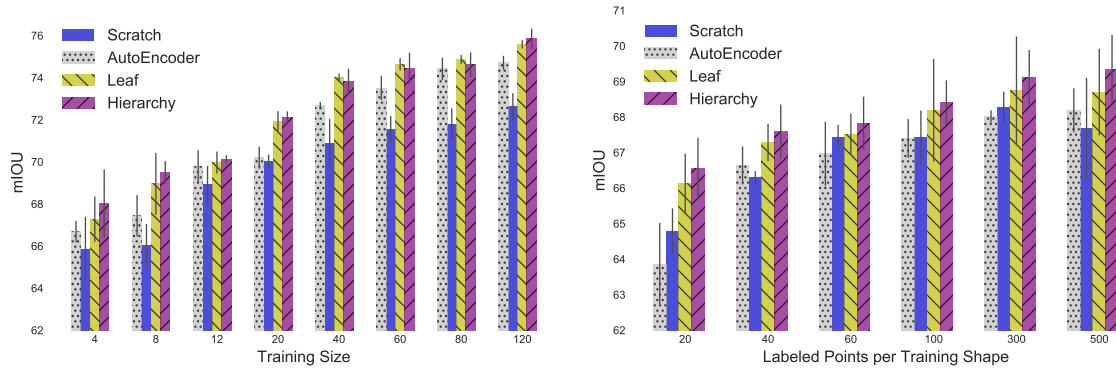 76
74
72
70
68
66
64
62
mIOU
Scratch
AutoEncoder
Leaf
Hierarchy
4 8 12 20 40 60 80 120
Training Size
71
70
69
68
67
66
65
64
63
62
mIOU
Scratch
AutoEncoder
Leaf
Hierarchy
20 40 60 100 300 500
Labeled Points per Training Shape